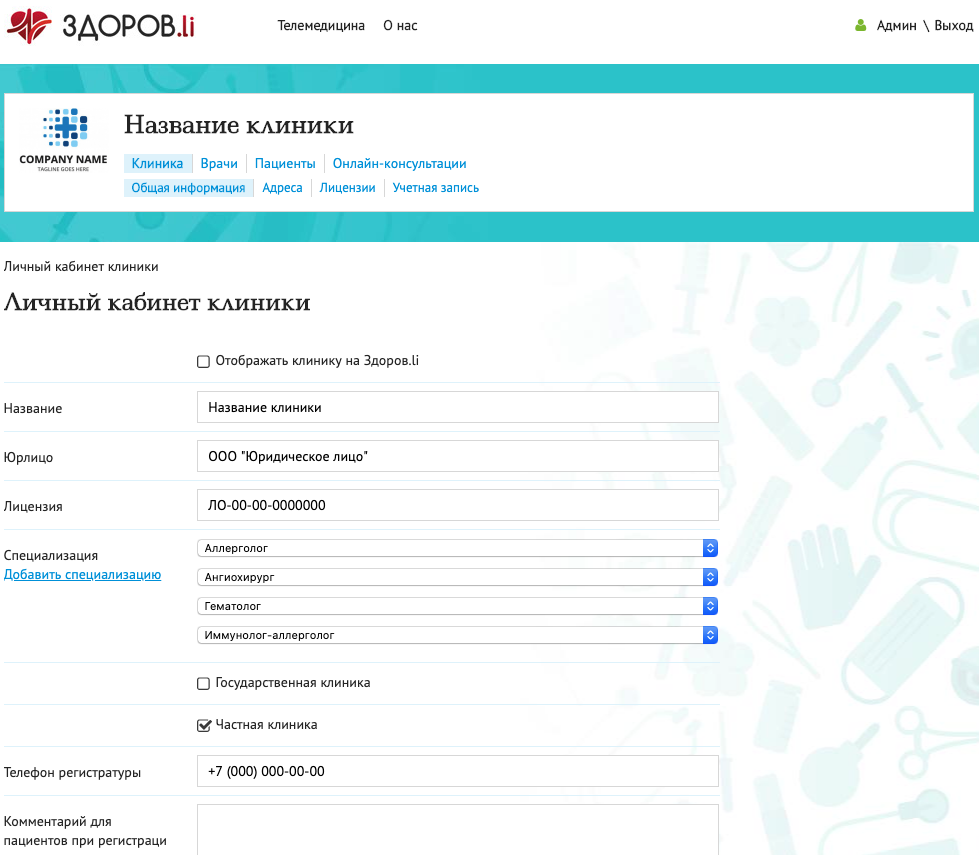 ЗДОРОВ.li
Телемедицина О нас
Админ \ Выход
COMPANY NAME
TAGLINE GOES HERE
Название клиники
Клиника Врачи Пациенты Онлайн-консультации
Общая информация Адреса Лицензии Учетная запись
Личный кабинет клиники
Личный кабинет клиники
Отображать клинику на Здоров.li
Название Название клиники
Юрлицо ООО "Юридическое лицо"
Лицензия ЛО-00-00-0000000
Специализация Аллерголог
Добавить специализацию Ангиохирург
Гематолог
Иммунолог-аллерголог
Государственная клиника
Частная клиника
Телефон регистратуры +7 (000) 000-00-00
Комментарий для
пациентов при регистраци